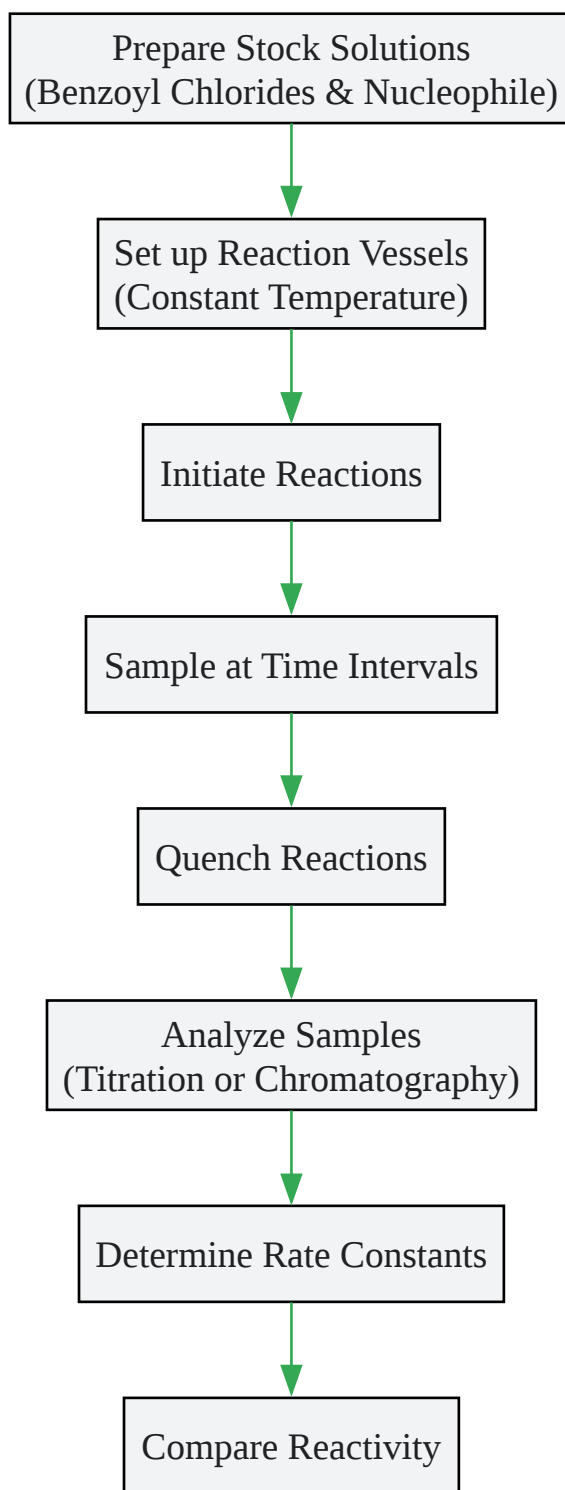 Prepare Stock Solutions
(Benzoyl Chlorides & Nucleophile)
Set up Reaction Vessels
(Constant Temperature)
Initiate Reactions
Sample at Time Intervals
Quench Reactions
Analyze Samples
(Titration or Chromatography)
Determine Rate Constants
Compare Reactivity